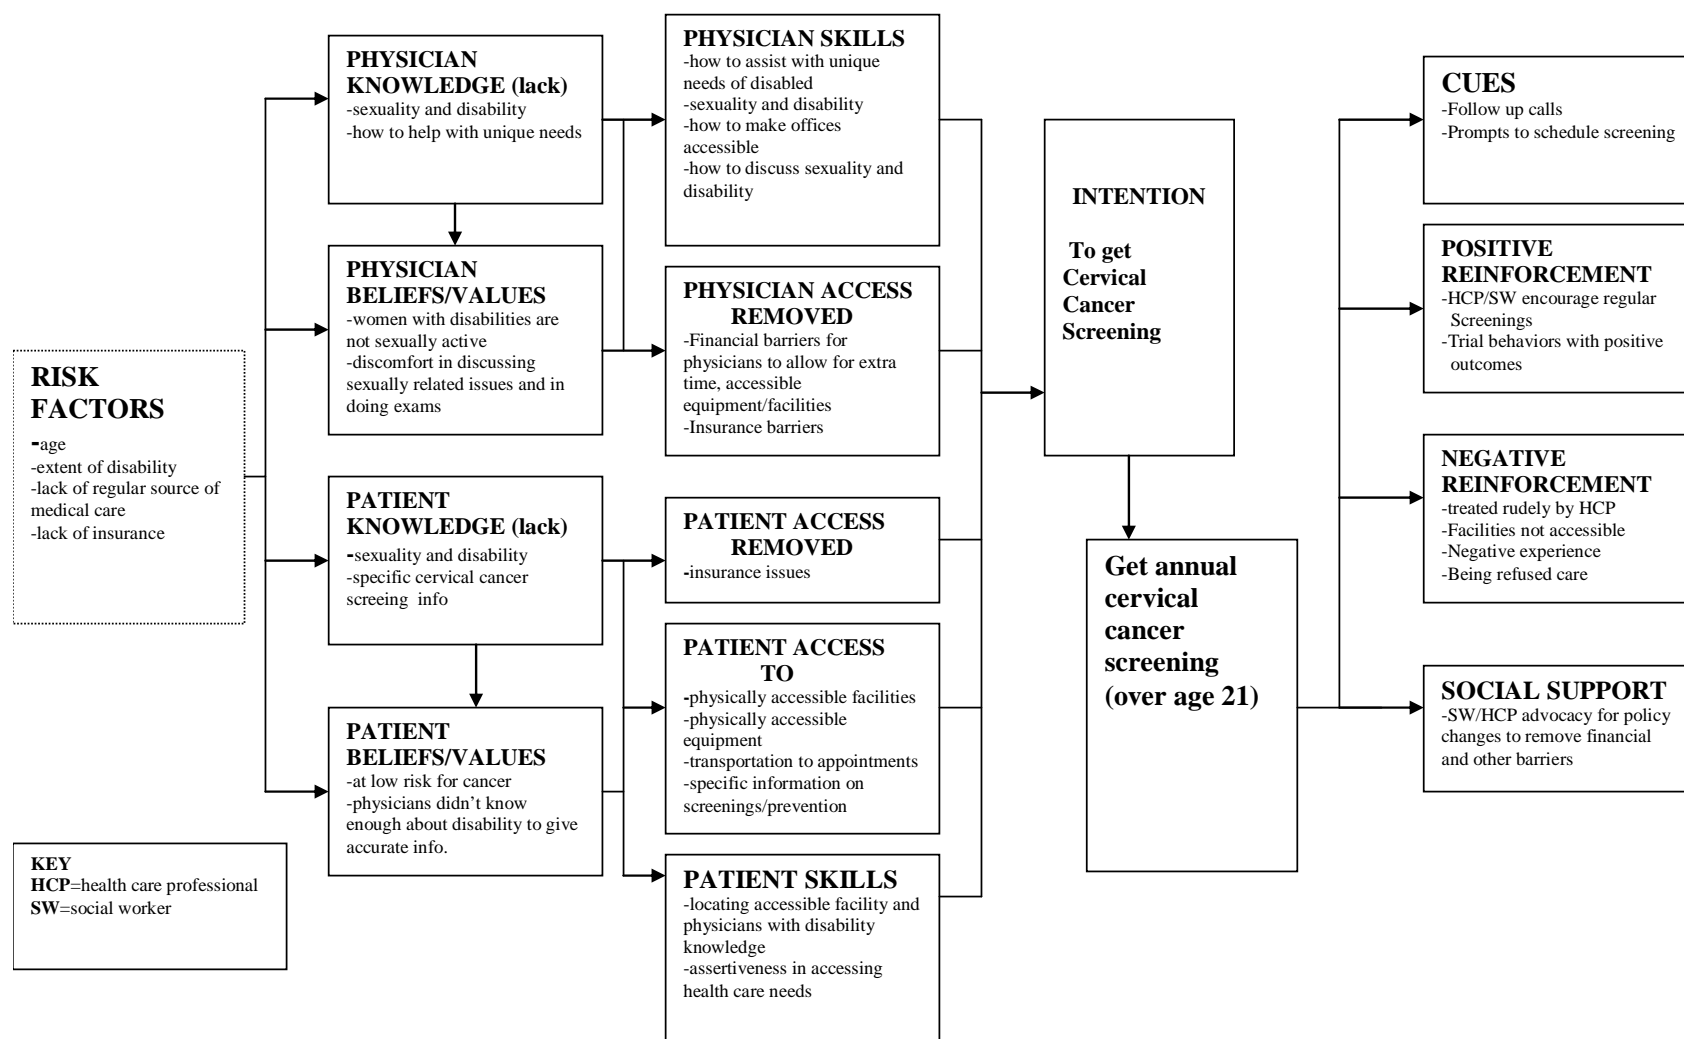 RISK
FACTORS
-age
-extent of disability
-lack of regular source of
medical care
-lack of insurance
KEY
HCP=health care professional
SW=social worker
PHYSICIAN
KNOWLEDGE (lack)
-sexuality and disability
-how to help with unique needs
PHYSICIAN
BELIEFS/VALUES
-women with disabilities are
not sexually active
-discomfort in discussing
sexually related issues and in
doing exams
PATIENT
KNOWLEDGE (lack)
-sexuality and disability
-specific cervical cancer
screeing info
PATIENT
BELIEFS/VALUES
-at low risk for cancer
-physicians didn’t know
enough about disability to give
accurate info.
PHYSICIAN SKILLS
-how to assist with unique
needs of disabled
-sexuality and disability
-how to make offices
accessible
-how to discuss sexuality and
disability
PHYSICIAN ACCESS
REMOVED
-Financial barriers for
physicians to allow for extra
time, accessible
equipment/facilities
-Insurance barriers
PATIENT ACCESS
REMOVED
-insurance issues
PATIENT ACCESS
TO
-physically accessible facilities
-physically accessible
equipment
-transportation to appointments
-specific information on
screenings/prevention
PATIENT SKILLS
-locating accessible facility and
physicians with disability
knowledge
-assertiveness in accessing
health care needs
INTENTION
To get
Cervical
Cancer
Screening
Get annual
cervical
cancer
screening
(over age 21)
CUES
-Follow up calls
-Prompts to schedule screening
POSITIVE
REINFORCEMENT
-HCP/SW encourage regular
Screenings
-Trial behaviors with positive
outcomes
NEGATIVE
REINFORCEMENT
-treated rudely by HCP
-Facilities not accessible
-Negative experience
-Being refused care
SOCIAL SUPPORT
-SW/HCP advocacy for policy
changes to remove financial
and other barriers